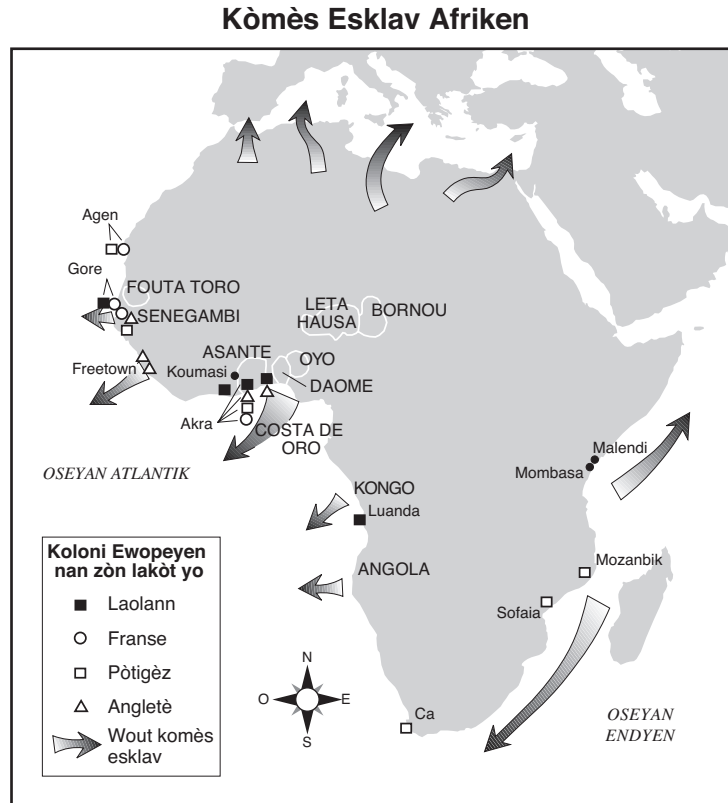 Kòmès Esklav Afriken
Agen
Gore
FOUTA TORO
SENEGAMBI
LETA
HAUSA
BORNOU
Freetown
ASANTE
Koumasi
OYO
DAOME
Akra
COSTA DE
ORO
OSEYAN ATLANTIK
Malendi
Mombasa
KONGO
Luanda
ANGOLA
Mozanbik
Sofaia
Ca
OSEYAN
ENDYEN
N
O
E
S
Koloni Ewopeyen
nan zòn lakòt yo
Laolann
Franse
Pòtigèz
Angletè
Wout komès
esklav